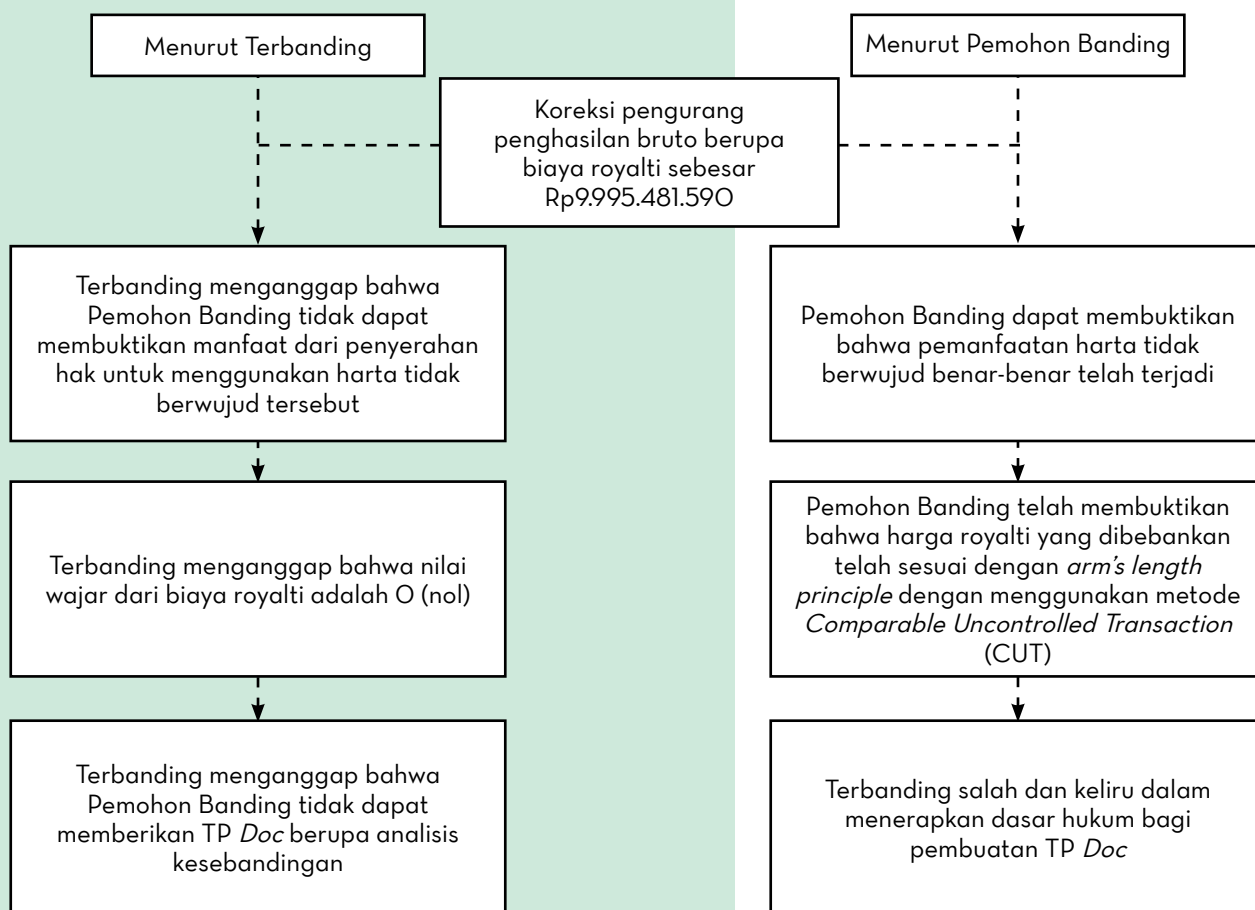 Menurut Terbanding
Menurut Pemohon Banding
Koreksi pengurang
penghasilan bruto berupa
biaya royalti sebesar
Rp9.995.481.590
Terbanding menganggap bahwa
Pemohon Banding tidak dapat
membuktikan manfaat dari penyerahan
hak untuk menggunakan harta tidak
berwujud tersebut
Pemohon Banding dapat membuktikan
bahwa pemanfaatan harta tidak
berwujud benar-benar telah terjadi
Terbanding menganggap bahwa nilai
wajar dari biaya royalti adalah 0 (nol)
Pemohon Banding telah membuktikan
bahwa harga royalti yang dibebankan
telah sesuai dengan arm's length
principle dengan menggunakan metode
Comparable Uncontrolled Transaction
(CUT)
Terbanding menganggap bahwa
Pemohon Banding tidak dapat
memberikan TP Doc berupa analisis
kesebandingan
Terbanding salah dan keliru dalam
menerapkan dasar hukum bagi
pembuatan TP Doc